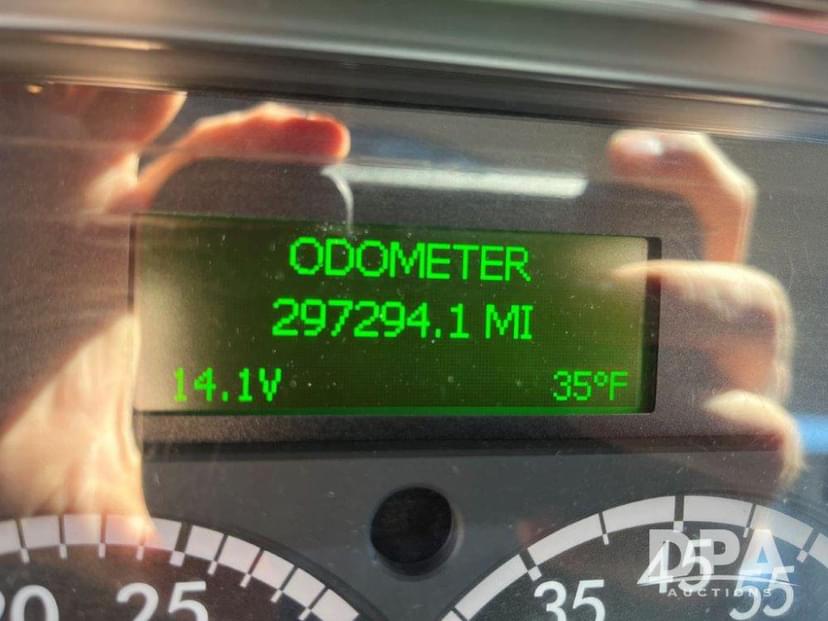 ODOMETER
297294.1 MI
14.1V 35°F
20 25 35 45 55
DPA
AUCTIONS